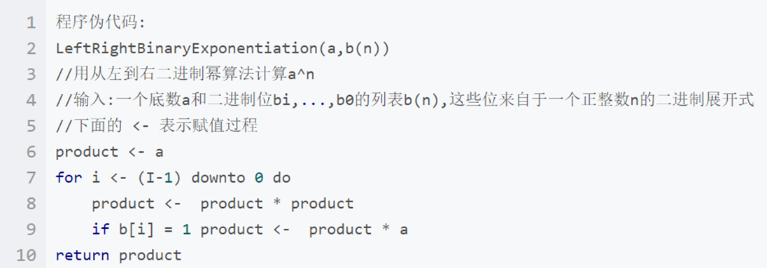 1 程序伪代码:
2 LeftRightBinaryExponentiation(a,b(n))
3 //用从左到右二进制幂算法计算a^n
4 //输入:一个底数a和二进制位bi,...,b0的列表b(n),这些位来自于一个正整数n的二进制展开式
5 //下面的 <- 表示赋值过程
6 product <- a
7 for i <- (I-1) downto 0 do
8     product <-  product * product
9     if b[i] = 1 product <-  product * a
10 return product